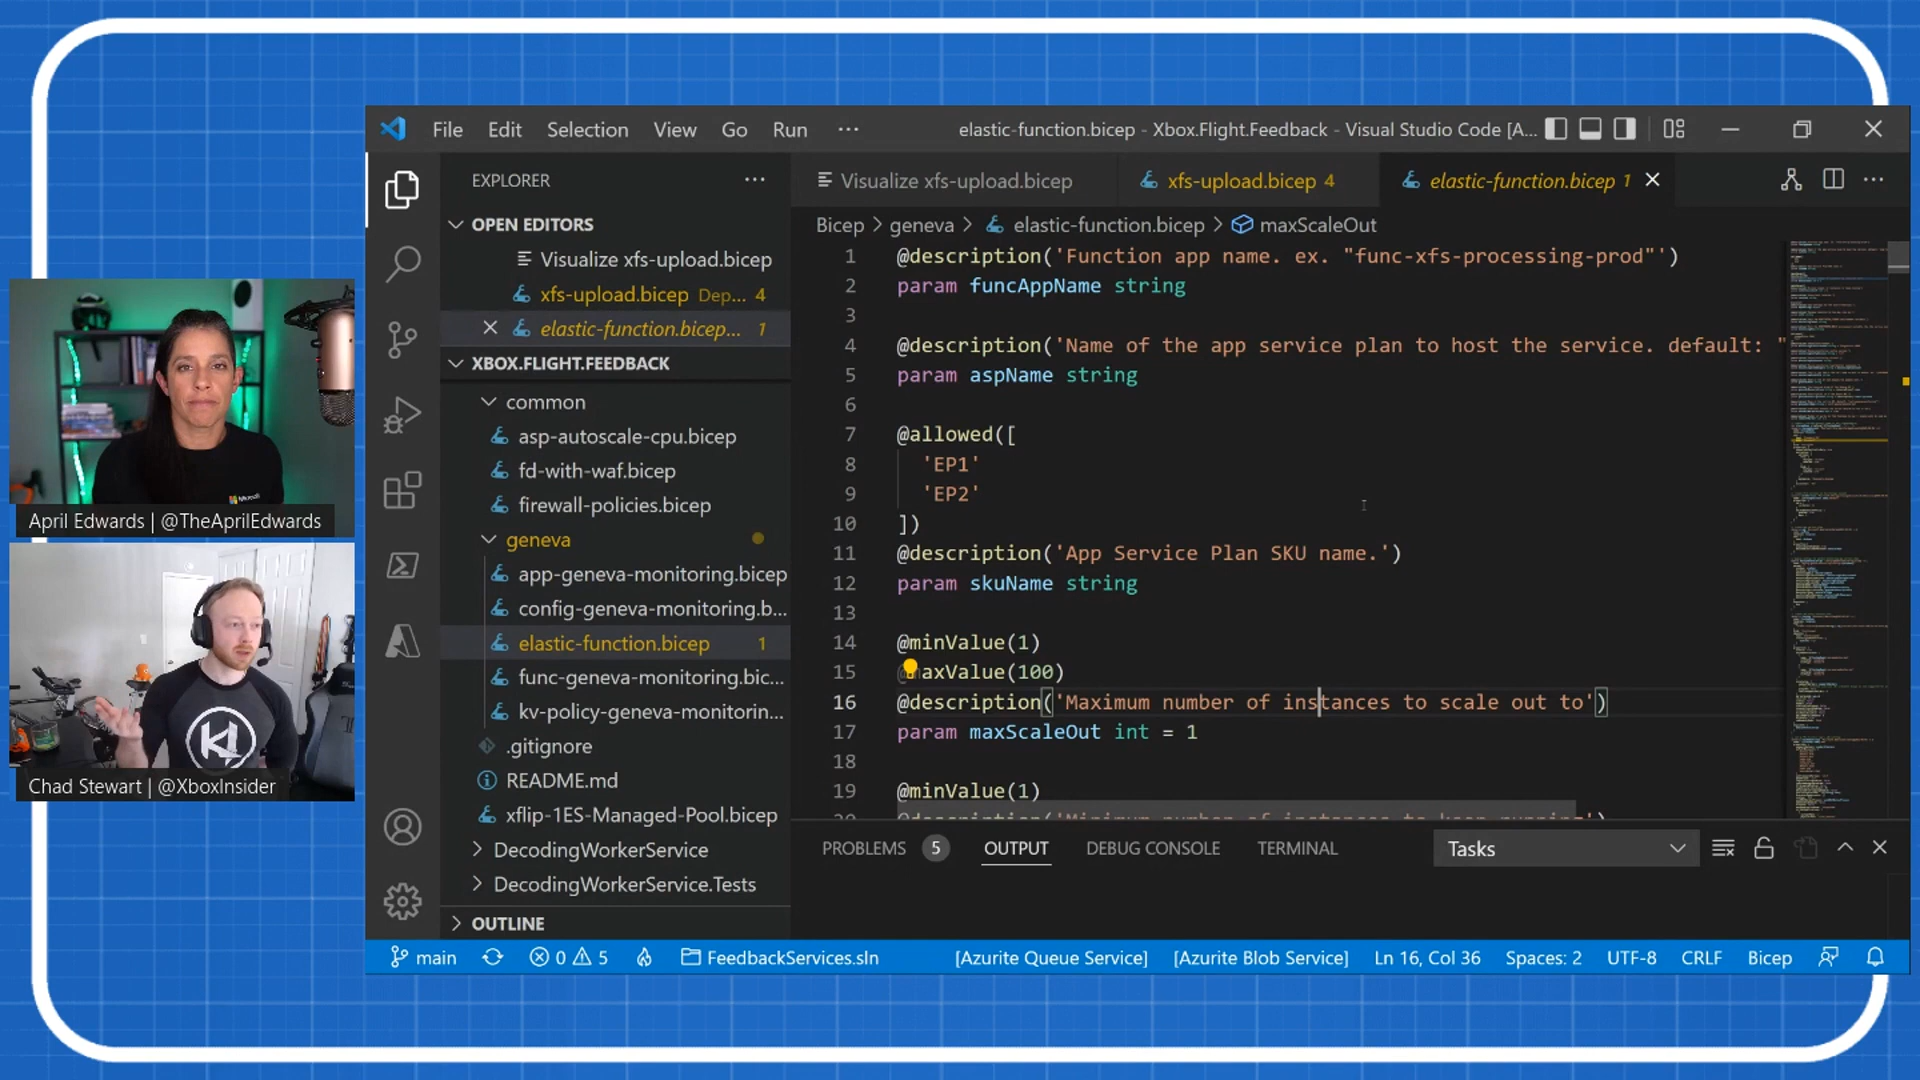 File Edit Selection View Go Run ··· elastic-function.bicep - Xbox.Flight.Feedback - Visual Studio Code [A...
EXPLORER ···
OPEN EDITORS
Visualize xfs-upload.bicep
xfs-upload.bicep Dep... 4
elastic-function.bicep... 1
XBOX.FLIGHT.FEEDBACK
common
asp-autoscale-cpu.bicep
fd-with-waf.bicep
firewall-policies.bicep
geneva
app-geneva-monitoring.bicep
config-geneva-monitoring.b...
elastic-function.bicep 1
func-geneva-monitoring.bic...
kv-policy-geneva-monitorin...
.gitignore
README.md
xflip-1ES-Managed-Pool.bicep
DecodingWorkerService
DecodingWorkerService.Tests
OUTLINE
Visualize xfs-upload.bicep xfs-upload.bicep 4 elastic-function.bicep 1
Bicep > geneva > elastic-function.bicep > maxScaleOut
1 @description('Function app name. ex. "func-xfs-processing-prod"')
2 param funcAppName string
3
4 @description('Name of the app service plan to host the service. default: "
5 param aspName string
6
7 @allowed([
8 'EP1'
9 'EP2'
10 ])
11 @description('App Service Plan SKU name.')
12 param skuName string
13
14 @minValue(1)
15 @axValue(100)
16 @description('Maximum number of instances to scale out to')
17 param maxScaleOut int = 1
18
19 @minValue(1)
PROBLEMS 5 OUTPUT DEBUG CONSOLE TERMINAL Tasks
main 0 5 FeedbackServices.sln [Azurite Queue Service] [Azurite Blob Service] Ln 16, Col 36 Spaces: 2 UTF-8 CRLF Bicep
Microsoft
April Edwards | @TheAprilEdwards
Chad Stewart | @XboxInsider